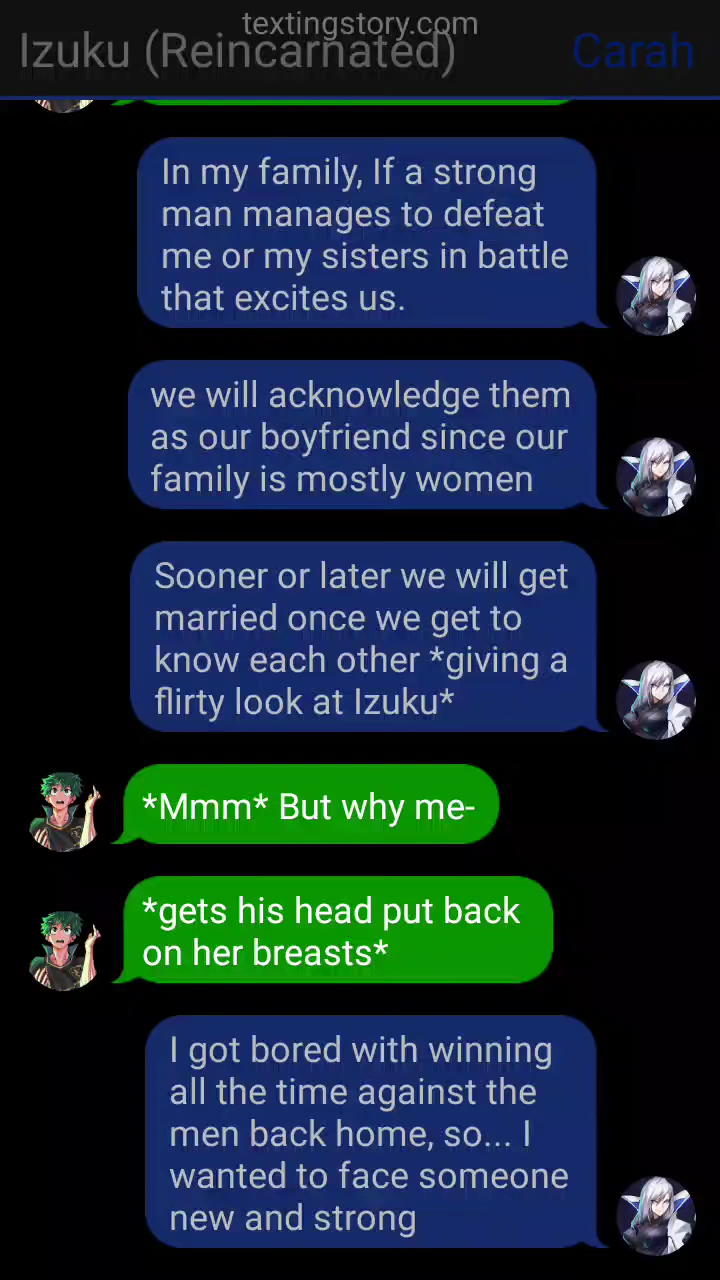 textingstory.com
Izuku (Reincarnated)
Carah
In my family, If a strong
man manages to defeat
me or my sisters in battle
that excites us.
we will acknowledge them
as our boyfriend since our
family is mostly women
Sooner or later we will get
married once we get to
know each other *giving a
flirty look at Izuku*
*Mmm* But why me-
*gets his head put back
on her breasts*
I got bored with winning
all the time against the
men back home, so... I
wanted to face someone
new and strong